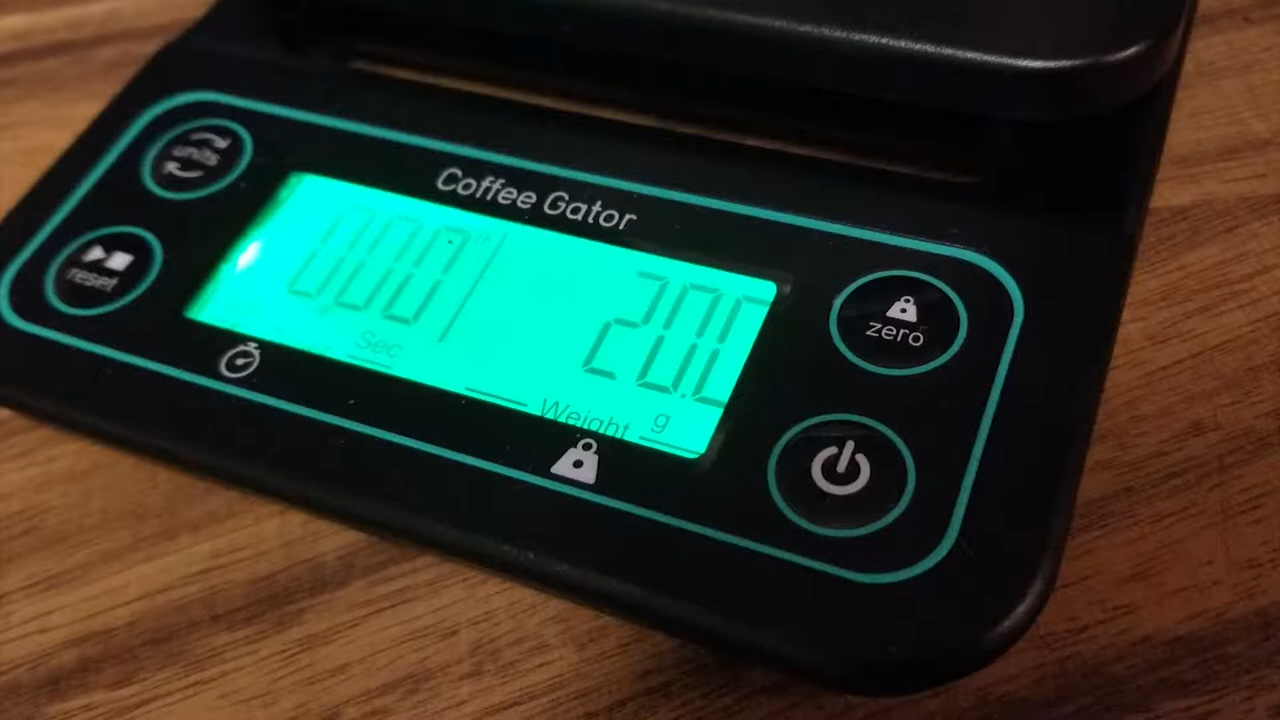 units
Coffee Gator
reset
0:00
20.0
zero
Sec
Weight
g